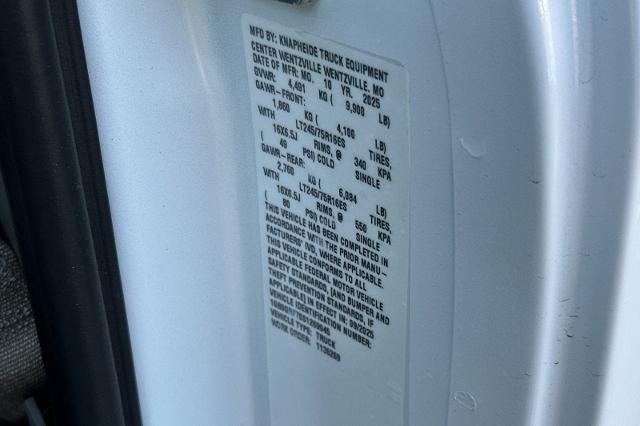 MFD BY: KNAPHEIDE TRUCK EQUIPMENT
CENTER WENTZVILLE WENTZVILLE, MO
DATE OF MFR. MO. 10 YR. 2025
GVWR: 4,491 KG ( 9,900 LB)
GAWR-FRONT:
1,860 KG ( 4,100 LB)
WITH LT245/75R16ES TIRES,
16X6.5J RIMS, @ 340 KPA
( 49 PSI) COLD SINGLE
GAWR-REAR:
2,760 KG ( 6,084 LB)
WITH LT245/75R16ES TIRES,
16X6.5J RIMS, @ 550 KPA
( 80 PSI) COLD SINGLE
THIS VEHICLE HAS BEEN COMPLETED IN
ACCORDANCE WITH THE PRIOR MANU-
FACTURERS' IVD, WHERE APPLICABLE.
THIS VEHICLE CONFORMS TO ALL
APPLICABLE FEDERAL MOTOR VEHICLE
SAFETY STANDARDS, [AND BUMPER AND
THEFT PREVENTION STANDARDS, IF
APPLICABLE] IN EFFECT IN: 09/2025
VEHICLE IDENTIFICATION NUMBER:
VEHICLE TYPE: TRUCK
WORK ORDER: